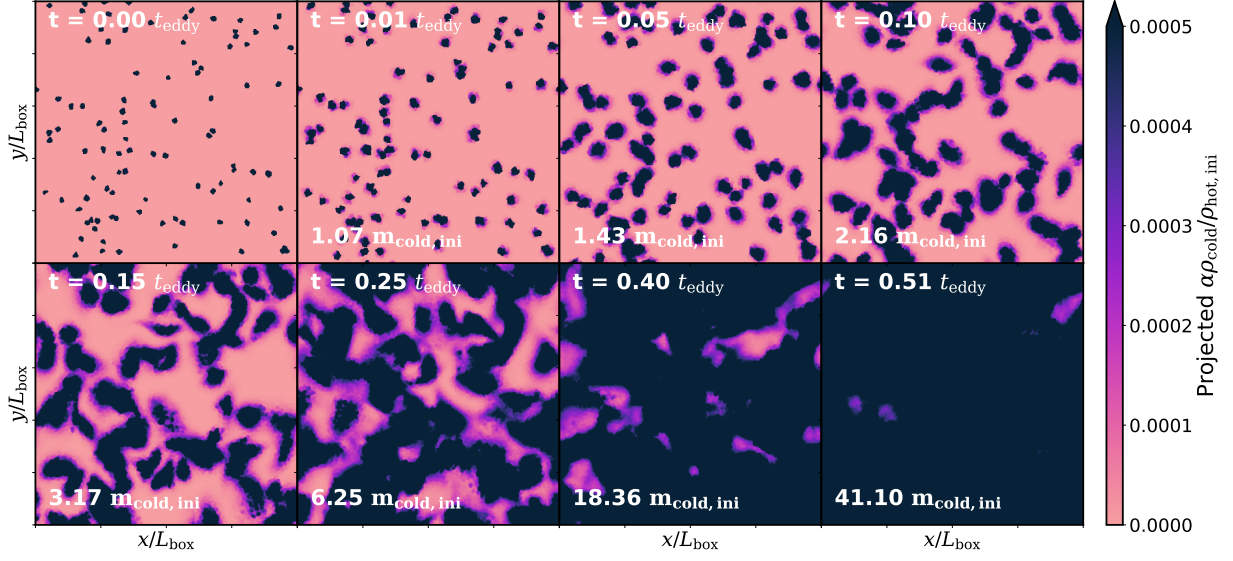 t = 0.00 t_eddy
t = 0.01 t_eddy
t = 0.05 t_eddy
t = 0.10 t_eddy
y/L_box
1.07 m_cold, ini
1.43 m_cold, ini
2.16 m_cold, ini
t = 0.15 t_eddy
t = 0.25 t_eddy
t = 0.40 t_eddy
t = 0.51 t_eddy
y/L_box
3.17 m_cold, ini
6.25 m_cold, ini
18.36 m_cold, ini
41.10 m_cold, ini
x/L_box
x/L_box
x/L_box
0.0005
0.0004
0.0003
0.0002
0.0001
0.0000
Projected αρ_cold/ρ_hot, ini